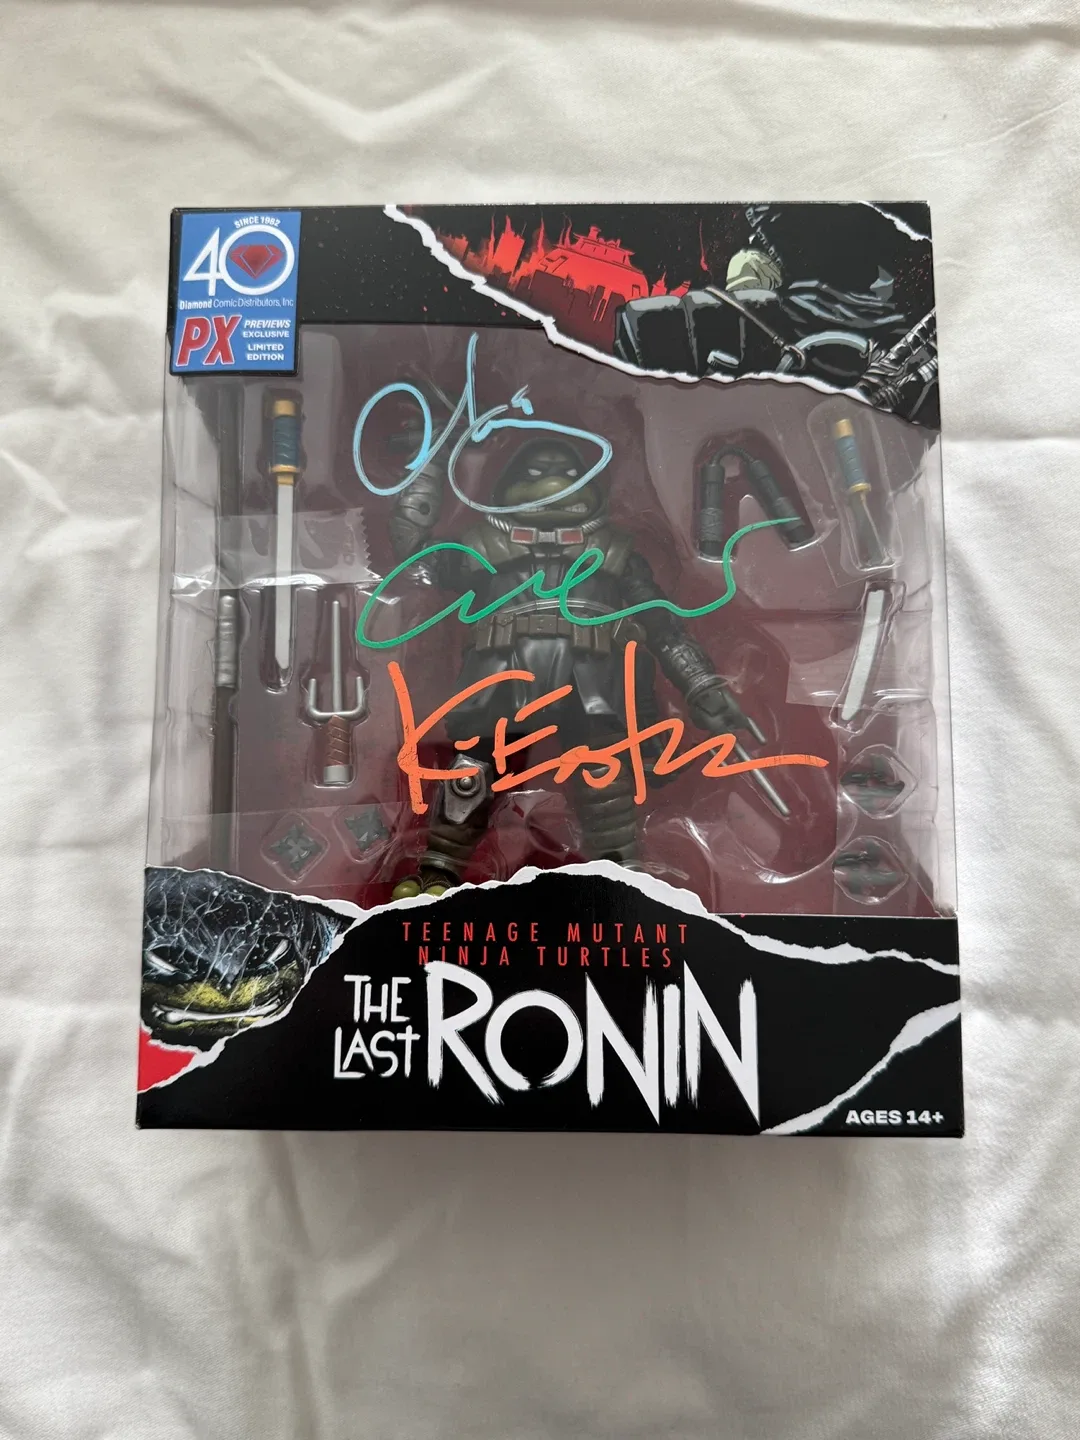 SINCE 1982
40
Diamond Comic Distributors, Inc
PX PREVIEWS
EXCLUSIVE
LIMITED
EDITION
K. Eastman
TEENAGE MUTANT
NINJA TURTLES
THE
LAST RONIN
AGES 14+